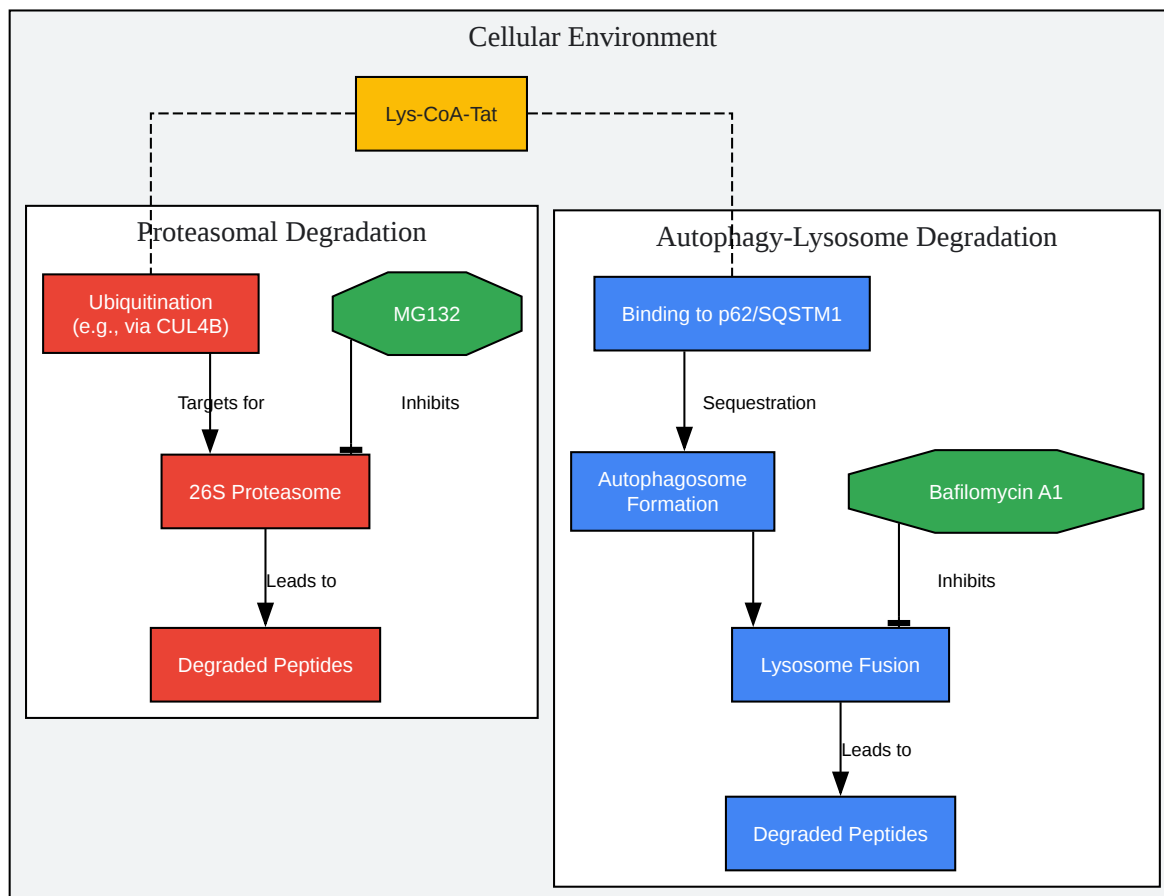 Cellular Environment
Lys-CoA-Tat
Proteasomal Degradation
Ubiquitination
(e.g., via CUL4B)
MG132
Targets for
Inhibits
26S Proteasome
Leads to
Degraded Peptides
Autophagy-Lysosome Degradation
Binding to p62/SQSTM1
Sequestration
Autophagosome
Formation
Bafilomycin A1
Inhibits
Lysosome Fusion
Leads to
Degraded Peptides